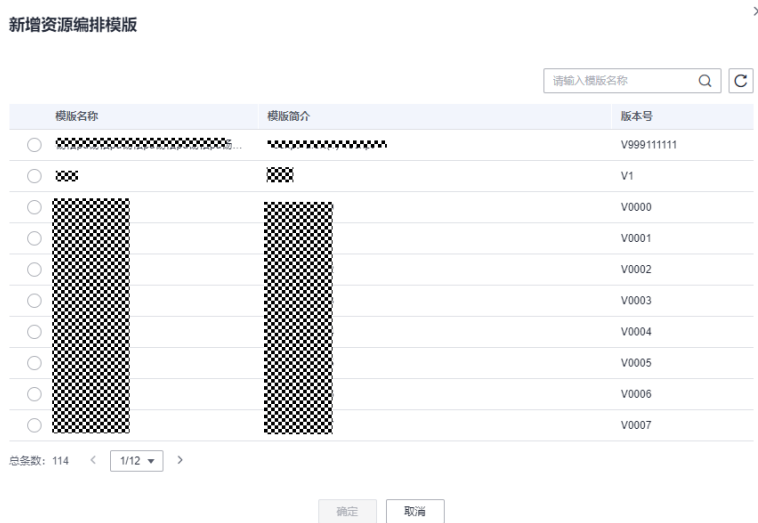 新增资源编排模版
请输入模版名称
模版名称 模版简介 版本号
V999111111
V1
V0000
V0001
V0002
V0003
V0004
V0005
V0006
V0007
总条数: 114 1/12
确定 取消